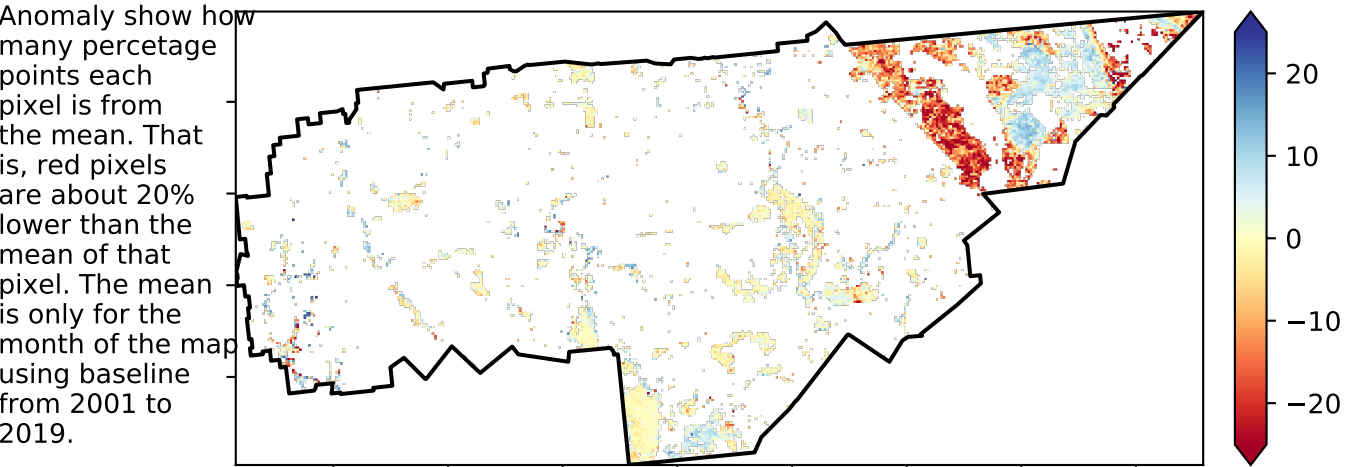 Anomaly show how
many percetage
points each
pixel is from
the mean. That
is, red pixels
are about 20%
lower than the
mean of that
pixel. The mean
is only for the
month of the map
using baseline
from 2001 to
2019.
20
10
0
−10
−20